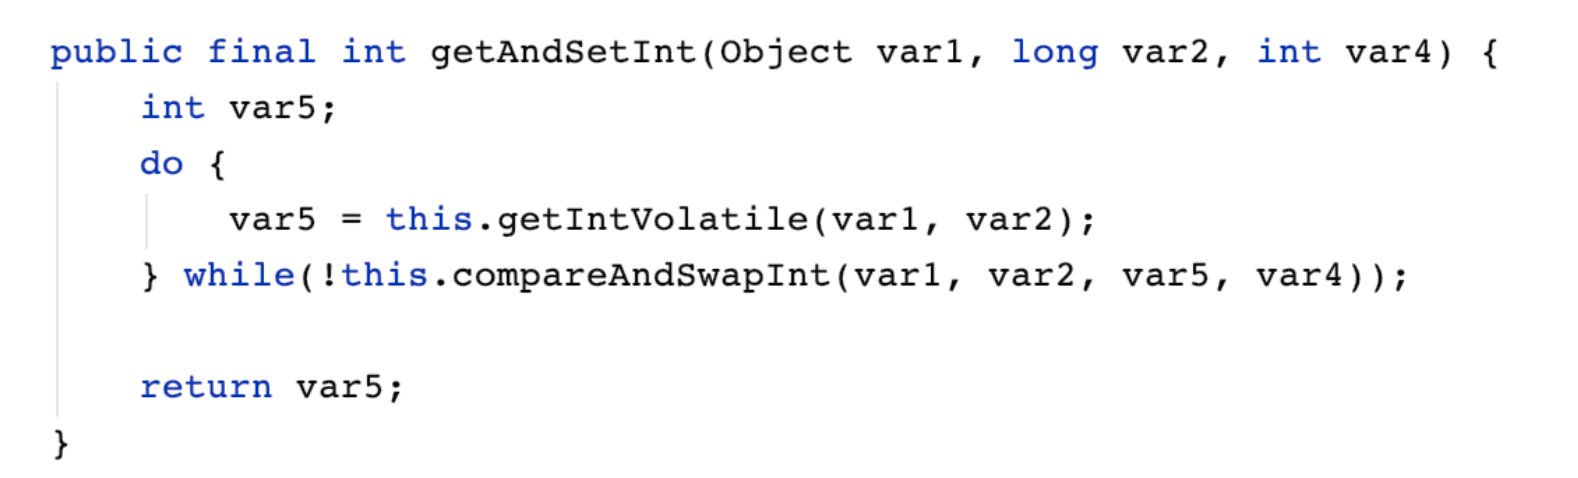 public final int getAndSetInt(Object var1, long var2, int var4) {
    int var5;
    do {
        var5 = this.getIntVolatile(var1, var2);
    } while(!this.compareAndSwapInt(var1, var2, var5, var4));

    return var5;
}